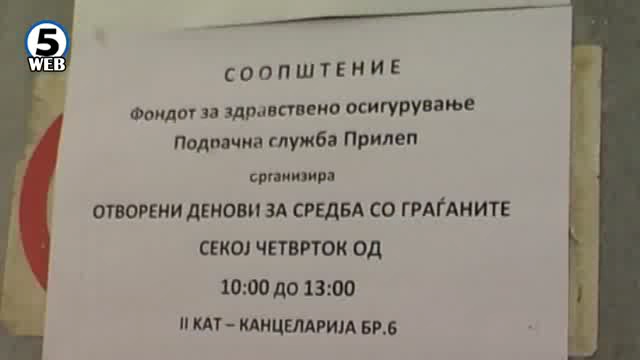 5
WEB
СООПШТЕНИЕ
Фондот за здравствено осигурување
Подрачна служба Прилеп
срганизира
ОТВОРЕНИ ДЕНОВИ ЗА СРЕДБА СО ГРАЃАНИТЕ
СЕКОЈ ЧЕТВРТОК ОД
10:00 ДО 13:00
II КАТ – КАНЦЕЛАРИЈА БР.6